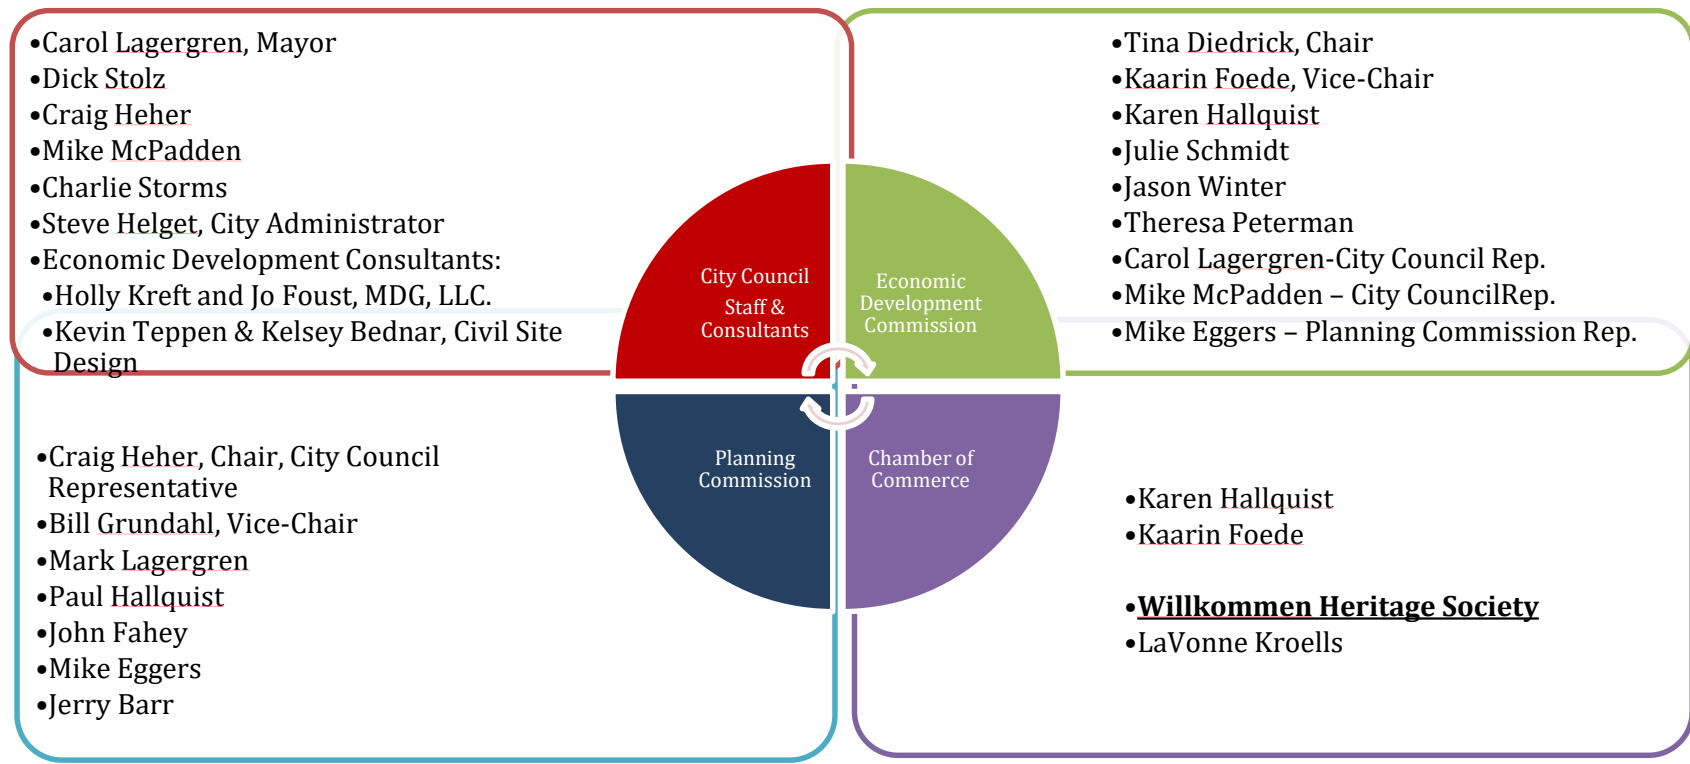 •Carol Lagergren, Mayor
•Dick Stolz
•Craig Heher
•Mike McPadden
•Charlie Storms
•Steve Helget, City Administrator
•Economic Development Consultants:
•Holly Kreft and Jo Foust, MDG, LLC.
•Kevin Teppen & Kelsey Bednar, Civil Site
Design
•Tina Diedrick, Chair
•Kaarin Foede, Vice-Chair
•Karen Hallquist
•Julie Schmidt
•Jason Winter
•Theresa Peterman
•Carol Lagergren-City Council Rep.
•Mike McPadden – City CouncilRep.
•Mike Eggers – Planning Commission Rep.
City Council
Staff &
Consultants
Economic
Development
Commission
Planning
Commission
Chamber of
Commerce
•Craig Heher, Chair, City Council
Representative
•Bill Grundahl, Vice-Chair
•Mark Lagergren
•Paul Hallquist
•John Fahey
•Mike Eggers
•Jerry Barr
•Karen Hallquist
•Kaarin Foede
•Willkommen Heritage Society
•LaVonne Kroells